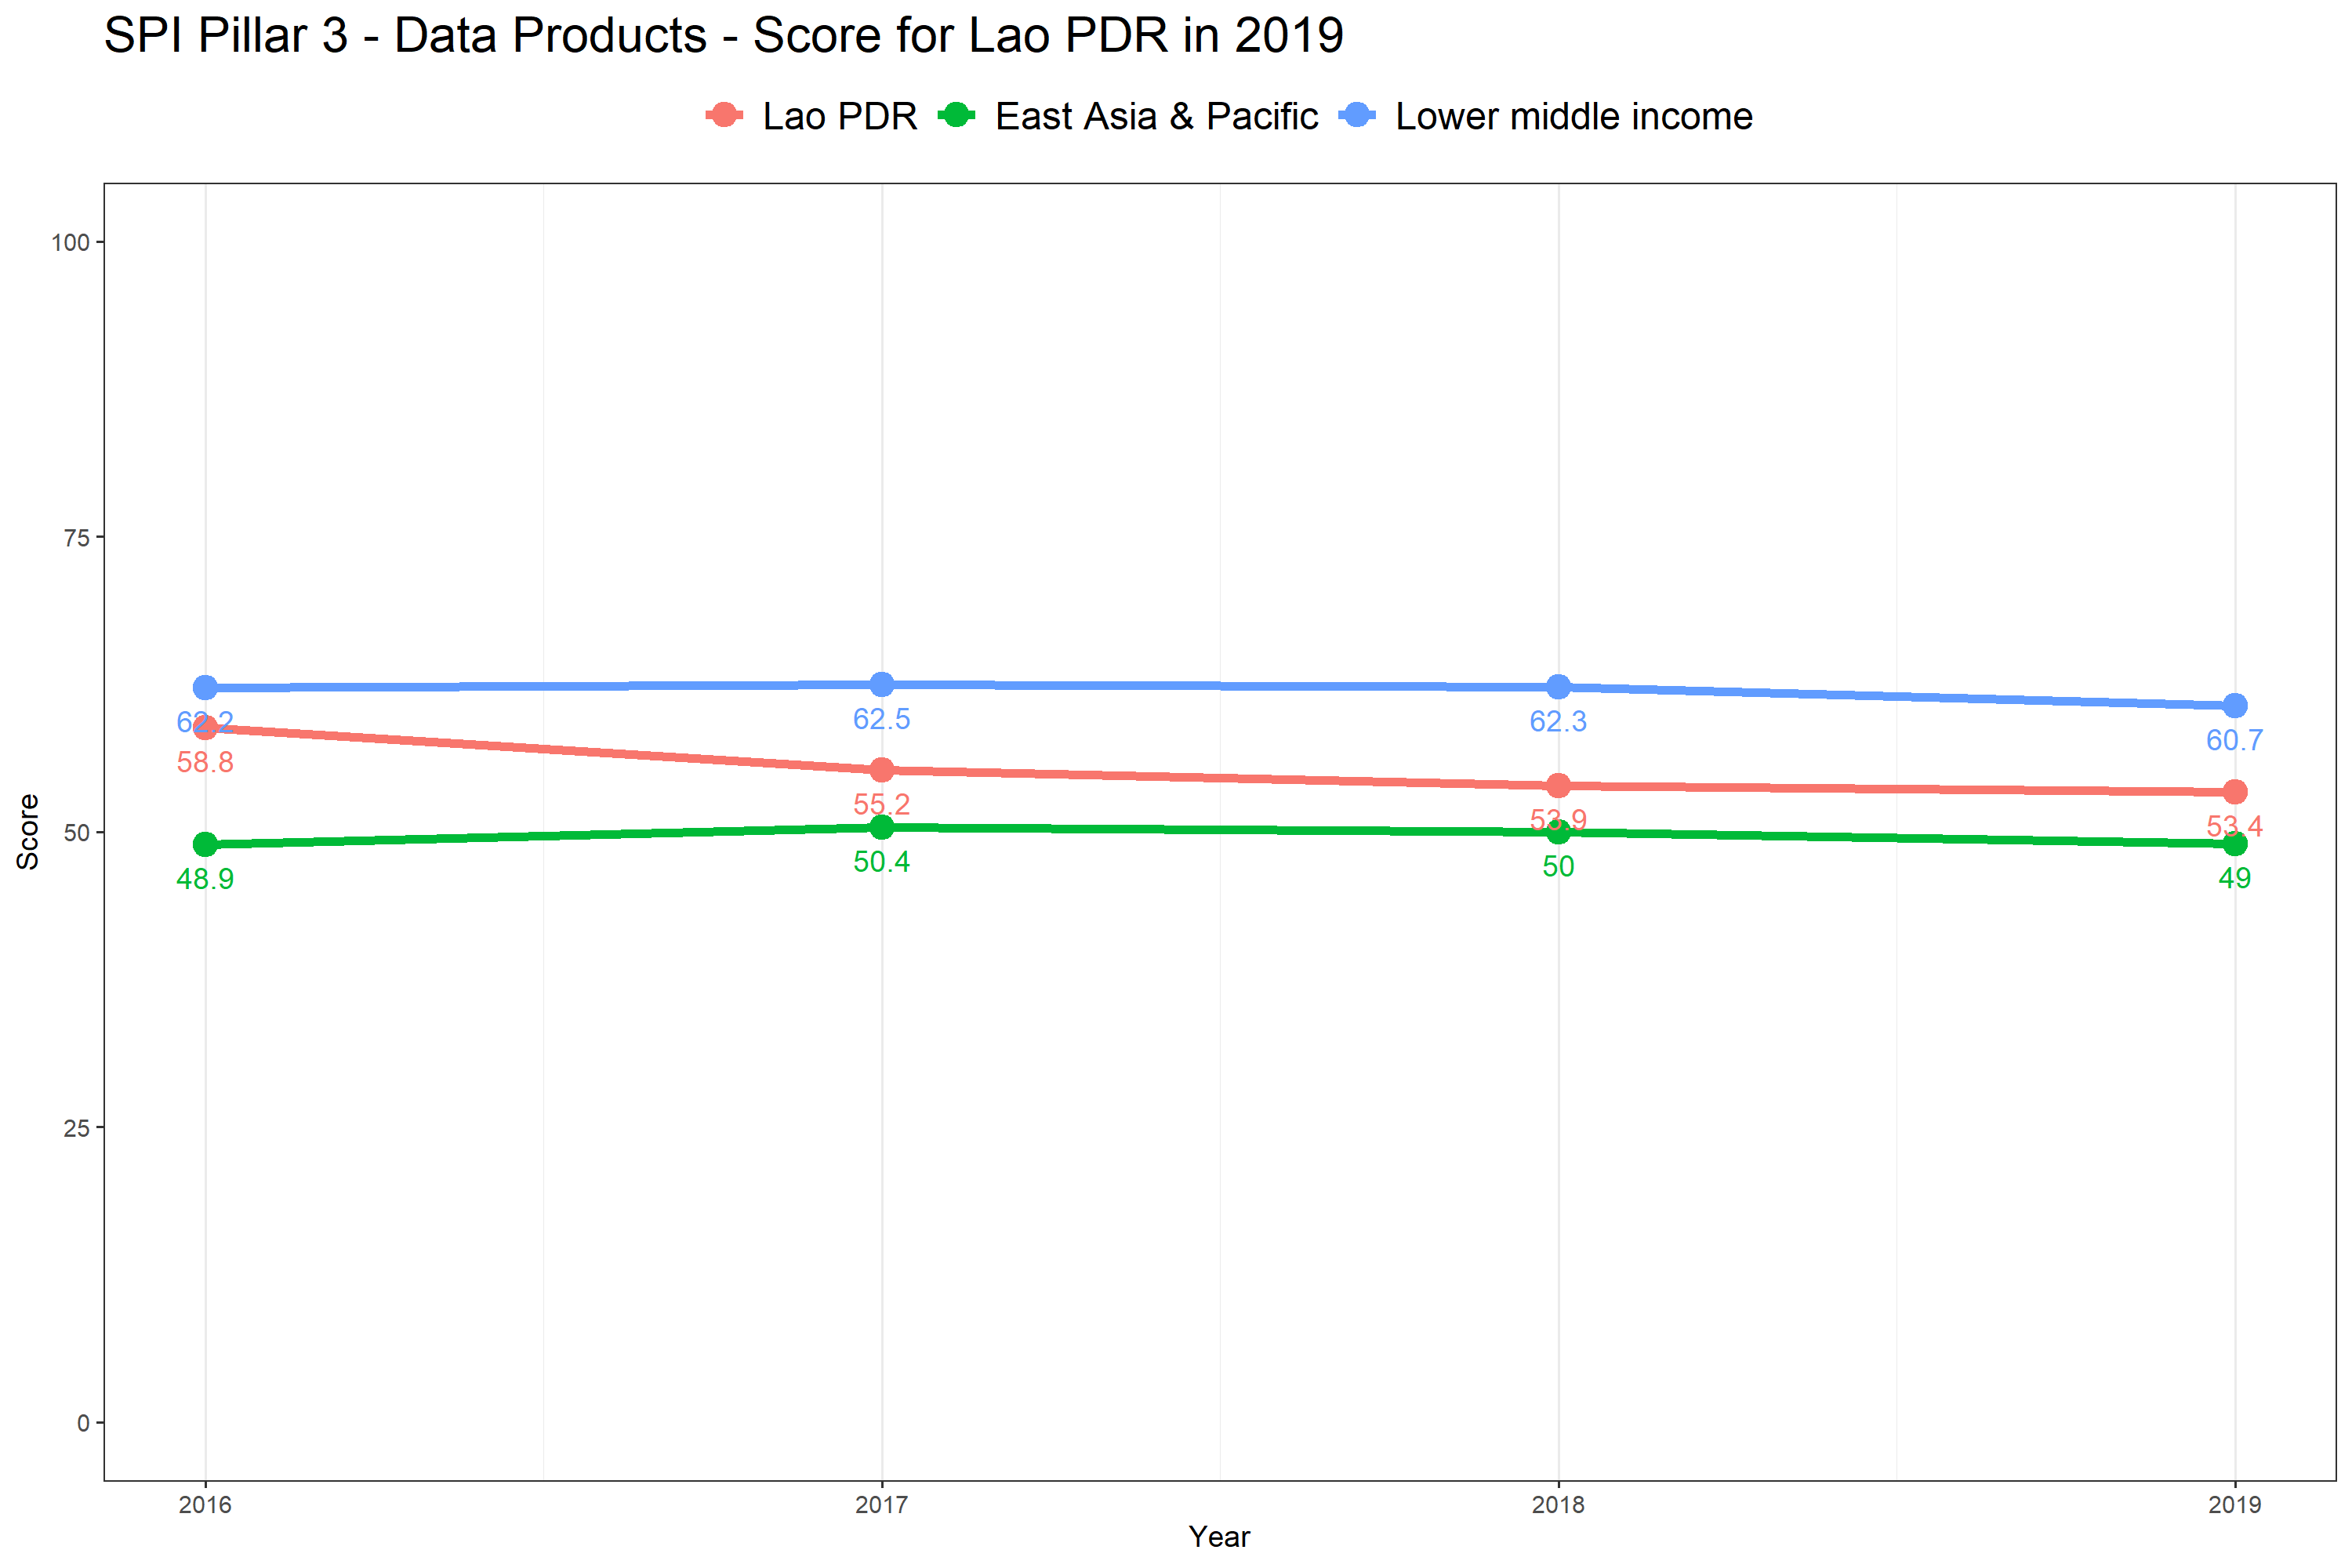 SPI Pillar 3 - Data Products - Score for Lao PDR in 2019
Lao PDR East Asia & Pacific Lower middle income
100
75
50
25
0
Score
62.2 62.5 62.3 60.7
58.8 55.2 53.9 53.4
48.9 50.4 50 49
2016 2017 2018 2019
Year